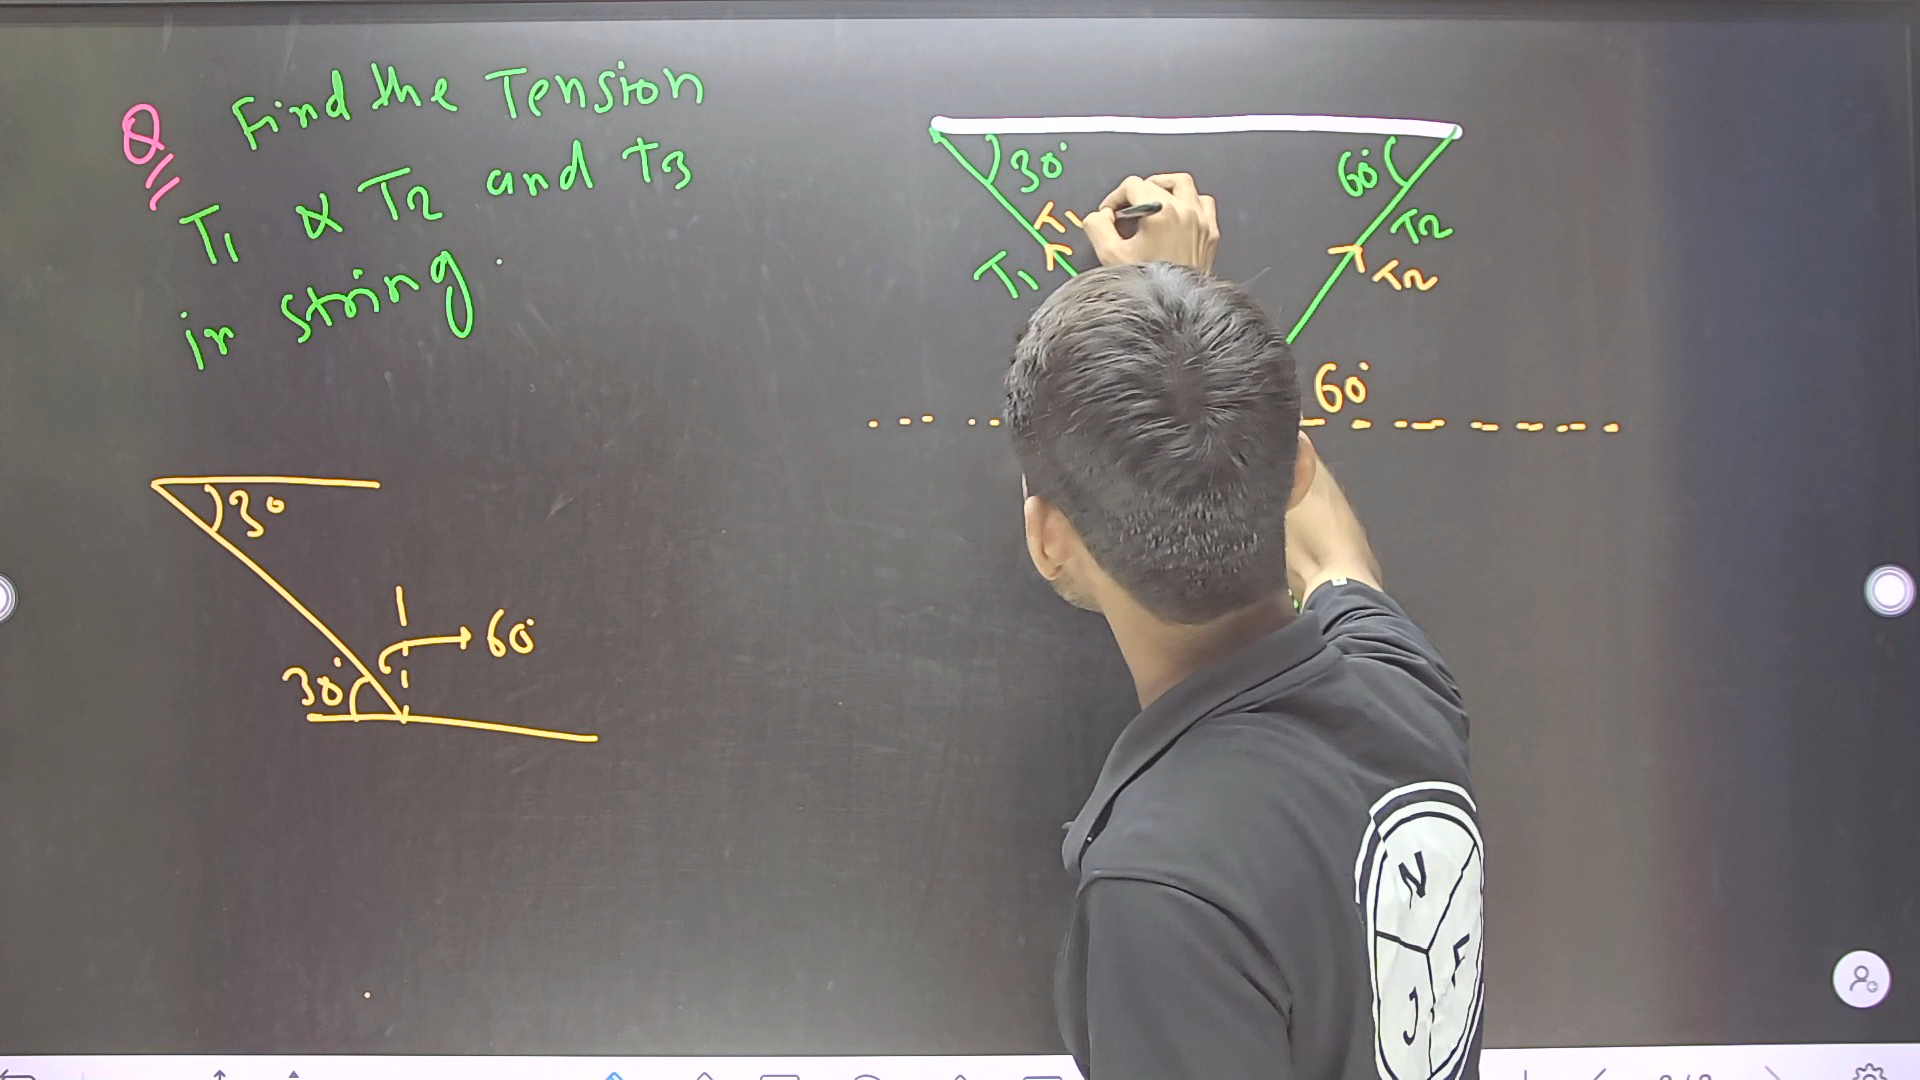 Q Find the Tension
T1 & T2 and t3
in string.
30°
60°
T1
T2
T1
T2
60°
30
60°
30°
N
F
J